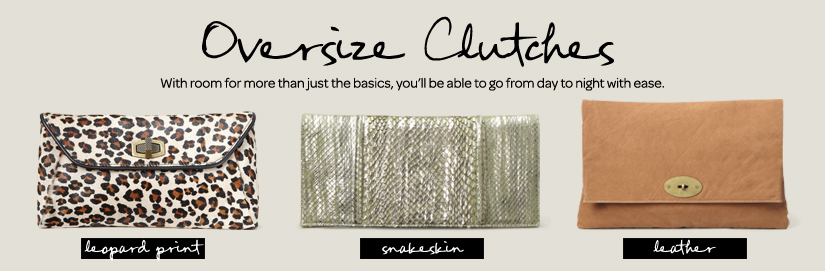 Oversize Clutches
With room for more than just the basics, you'll be able to go from day to night with ease.
leopard print
snakeskin
leather